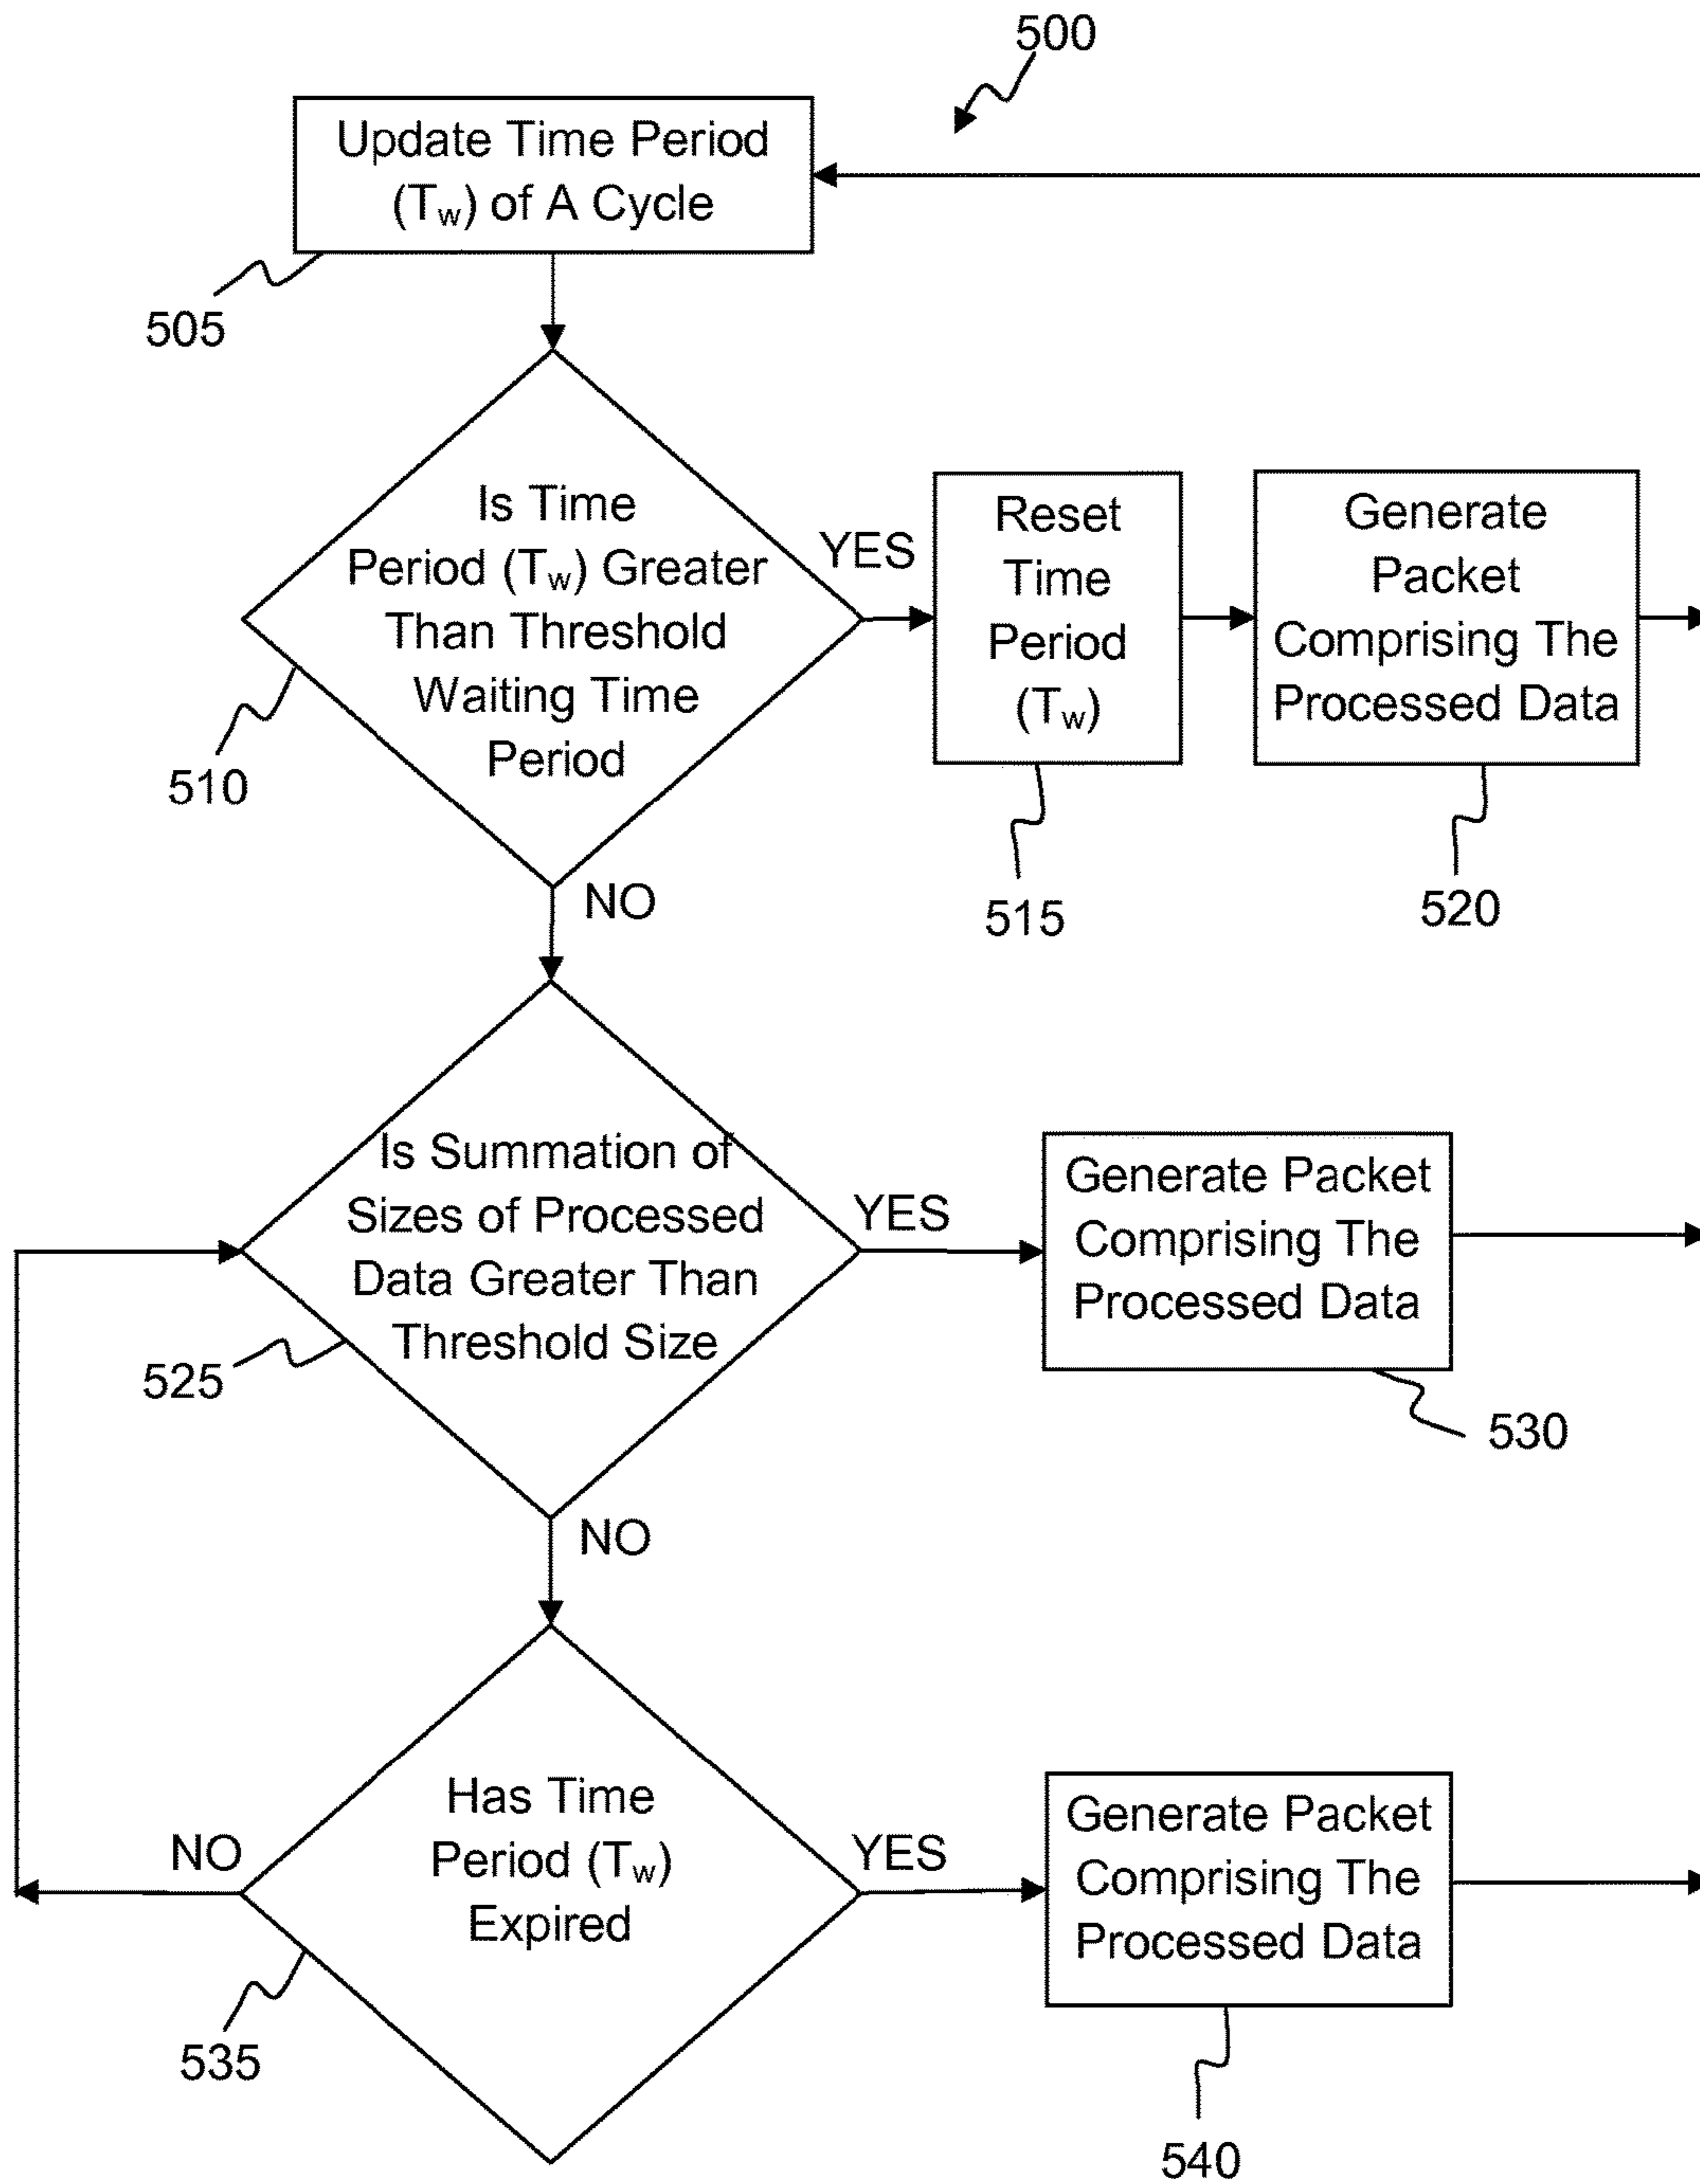 500
Update Time Period
(Tw) of A Cycle
505
Is Time
Period (Tw) Greater
Than Threshold
Waiting Time
Period
YES
510
NO
Reset
Time
Period
(Tw)
515
Generate
Packet
Comprising The
Processed Data
520
Is Summation of
Sizes of Processed
Data Greater Than
Threshold Size
YES
525
NO
Generate Packet
Comprising The
Processed Data
530
Has Time
Period (Tw)
Expired
NO
YES
535
Generate Packet
Comprising The
Processed Data
540